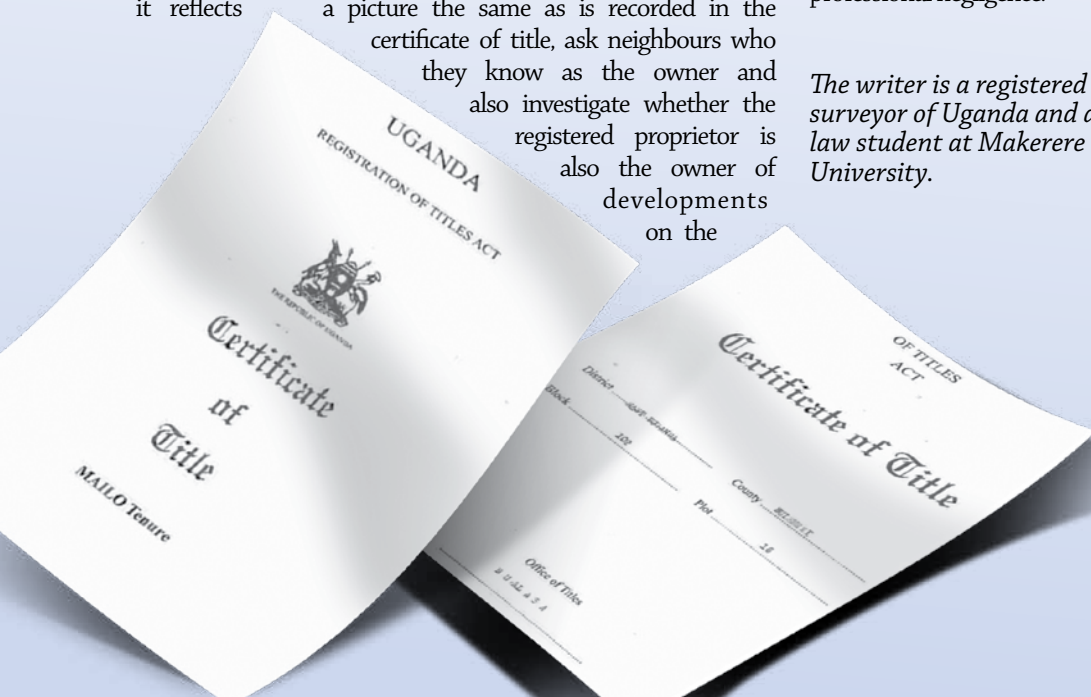 it reflects
a picture the same as is recorded in the
certificate of title, ask neighbours who
they know as the owner and
also investigate whether the
registered proprietor is
also the owner of
developments
on the
professional negligence.
The writer is a registered
surveyor of Uganda and a
law student at Makerere
University.
UGANDA
REGISTRATION OF TITLES ACT
THE REPUBLIC OF UGANDA
Certificate
of
Title
MAILO Tenure
OF TITLES
ACT
Certificate of Title
District
County
Block
Plot 18
Office of Titles